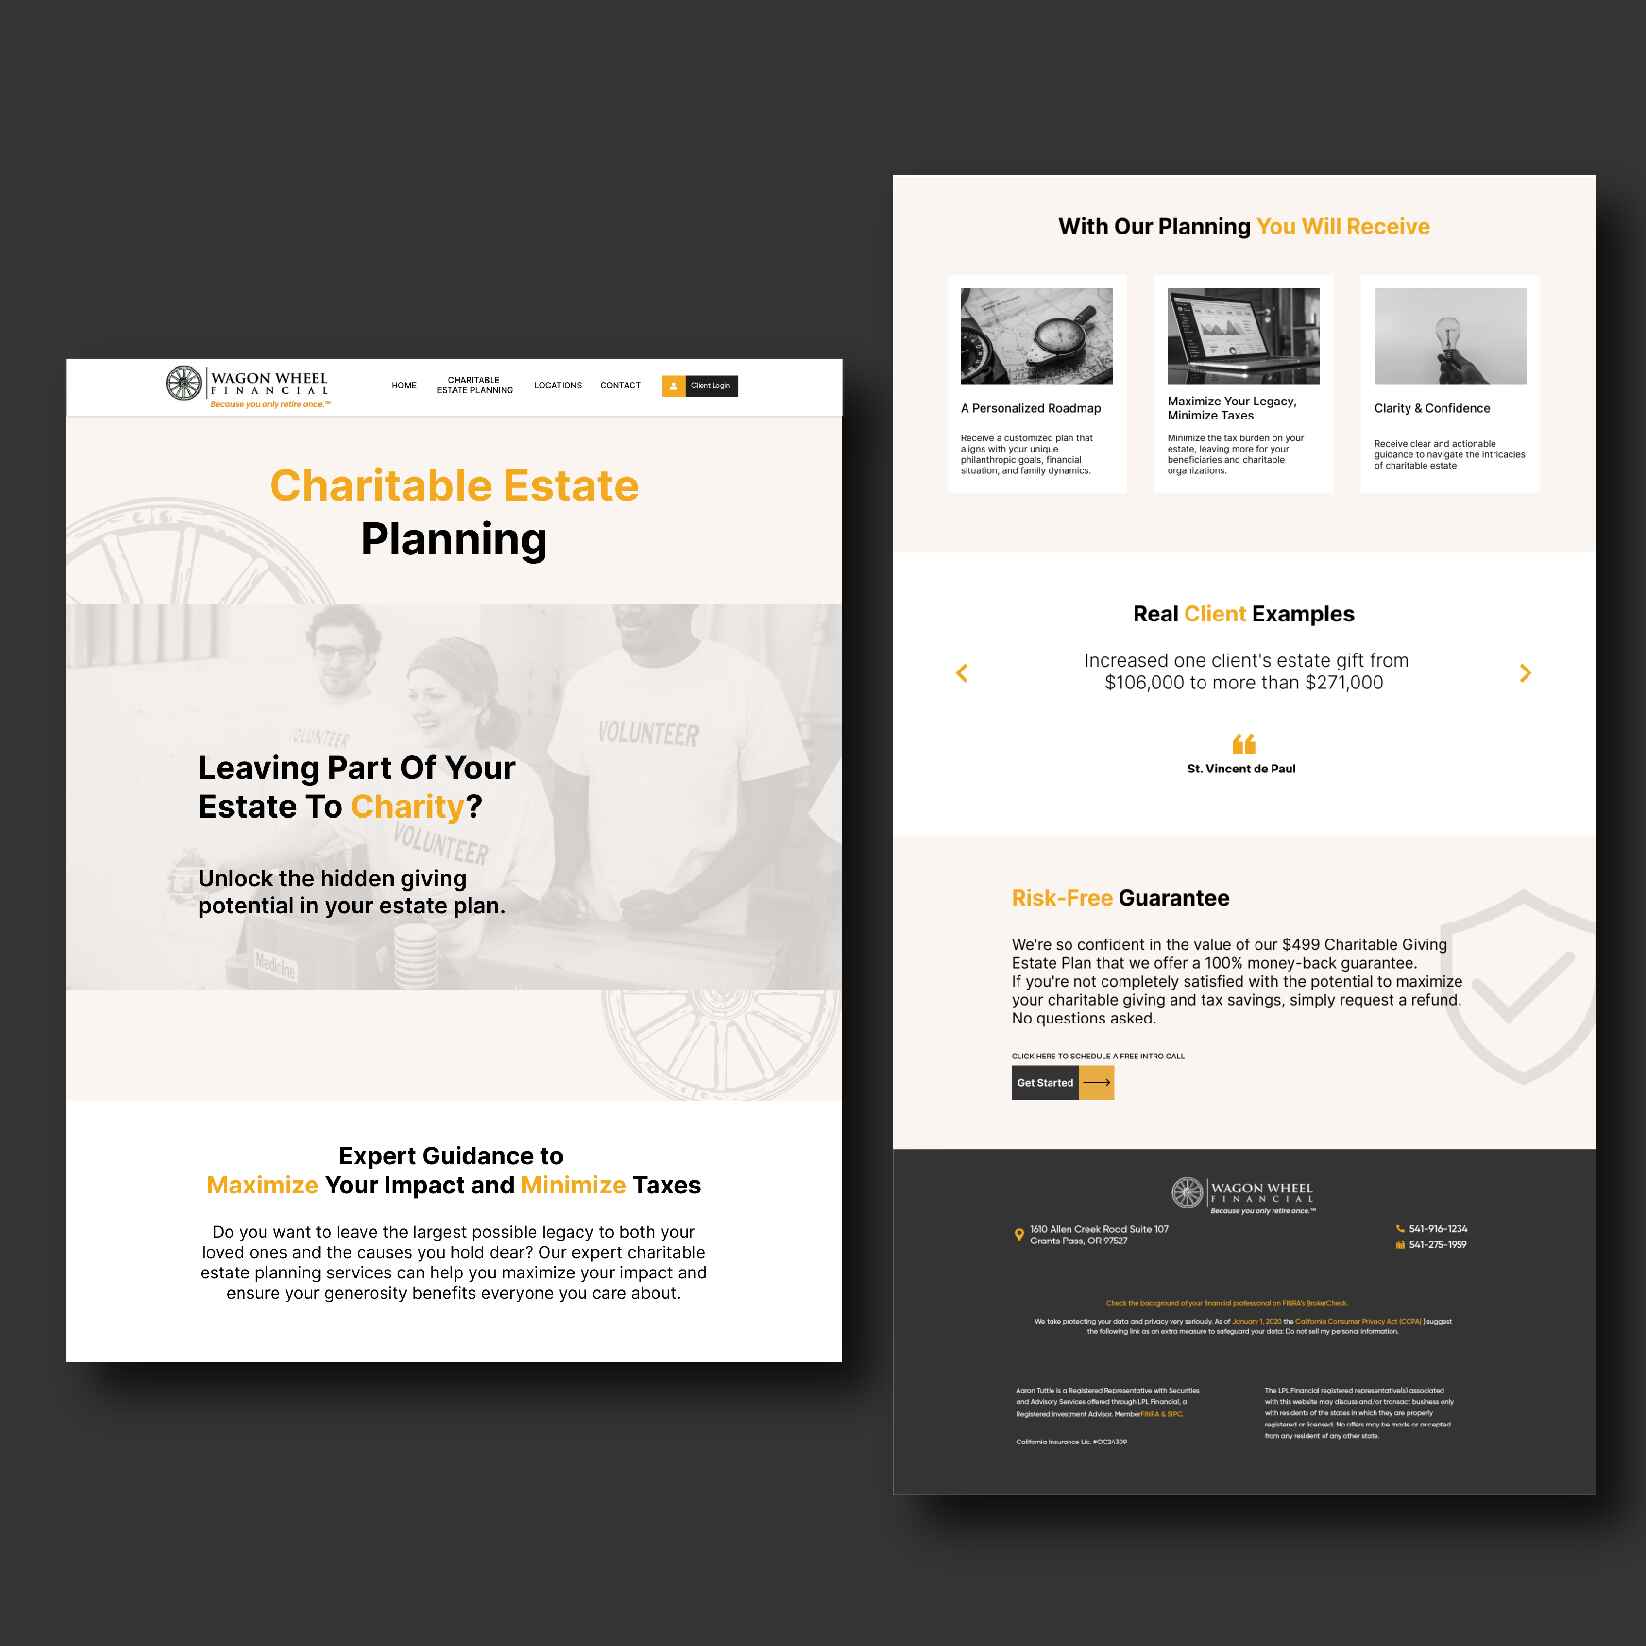 WAGON WHEEL
FINANCIAL
Because you only retire once.™
HOME
CHARITABLE
ESTATE PLANNING
LOCATIONS
CONTACT
Client Login
Charitable Estate
Planning
VOLUNTEER
VOLUNTEER
VOLUNTEER
Medicine
Leaving Part Of Your
Estate To Charity?
Unlock the hidden giving
potential in your estate plan.
Expert Guidance to
Maximize Your Impact and Minimize Taxes
Do you want to leave the largest possible legacy to both your
loved ones and the causes you hold dear? Our expert charitable
estate planning services can help you maximize your impact and
ensure your generosity benefits everyone you care about.
With Our Planning You Will Receive
A Personalized Roadmap
Receive a customized plan that
aligns with your unique
philanthropic goals, financial
situation, and family dynamics.
Maximize Your Legacy,
Minimize Taxes
Minimize the tax burden on your
estate, leaving more for your
beneficiaries and charitable
organizations.
Clarity & Confidence
Receive clear and actionable
guidance to navigate the intricacies
of charitable estate
Real Client Examples
Increased one client's estate gift from
$106,000 to more than $271,000
St. Vincent de Paul
Risk-Free Guarantee
We're so confident in the value of our $499 Charitable Giving
Estate Plan that we offer a 100% money-back guarantee.
If you're not completely satisfied with the potential to maximize
your charitable giving and tax savings, simply request a refund.
No questions asked.
CLICK HERE TO SCHEDULE A FREE INTRO CALL
Get Started
WAGON WHEEL
FINANCIAL
Because you only retire once.™
1610 Allen Creek Road Suite 107
Grants Pass, OR 97527
541-916-1234
541-275-1959
Check the background of your financial professional on FINRA's BrokerCheck.
We take protecting your data and privacy very seriously. As of January 1, 2020 the California Consumer Privacy Act (CCPA) suggest
the following link as an extra measure to safeguard your data: Do not sell my personal information.
Aaron Tuttle is a Registered Representative with Securities
and Advisory Services offered through LPL Financial, a
Registered Investment Advisor. Member FINRA & SIPC.
California Insurance Lic.
The LPL Financial registered representative(s) associated
with this website may discuss and/or transact business only
with residents of the states in which they are properly
registered or licensed. No offers may be made or accepted
from any resident of any other state.